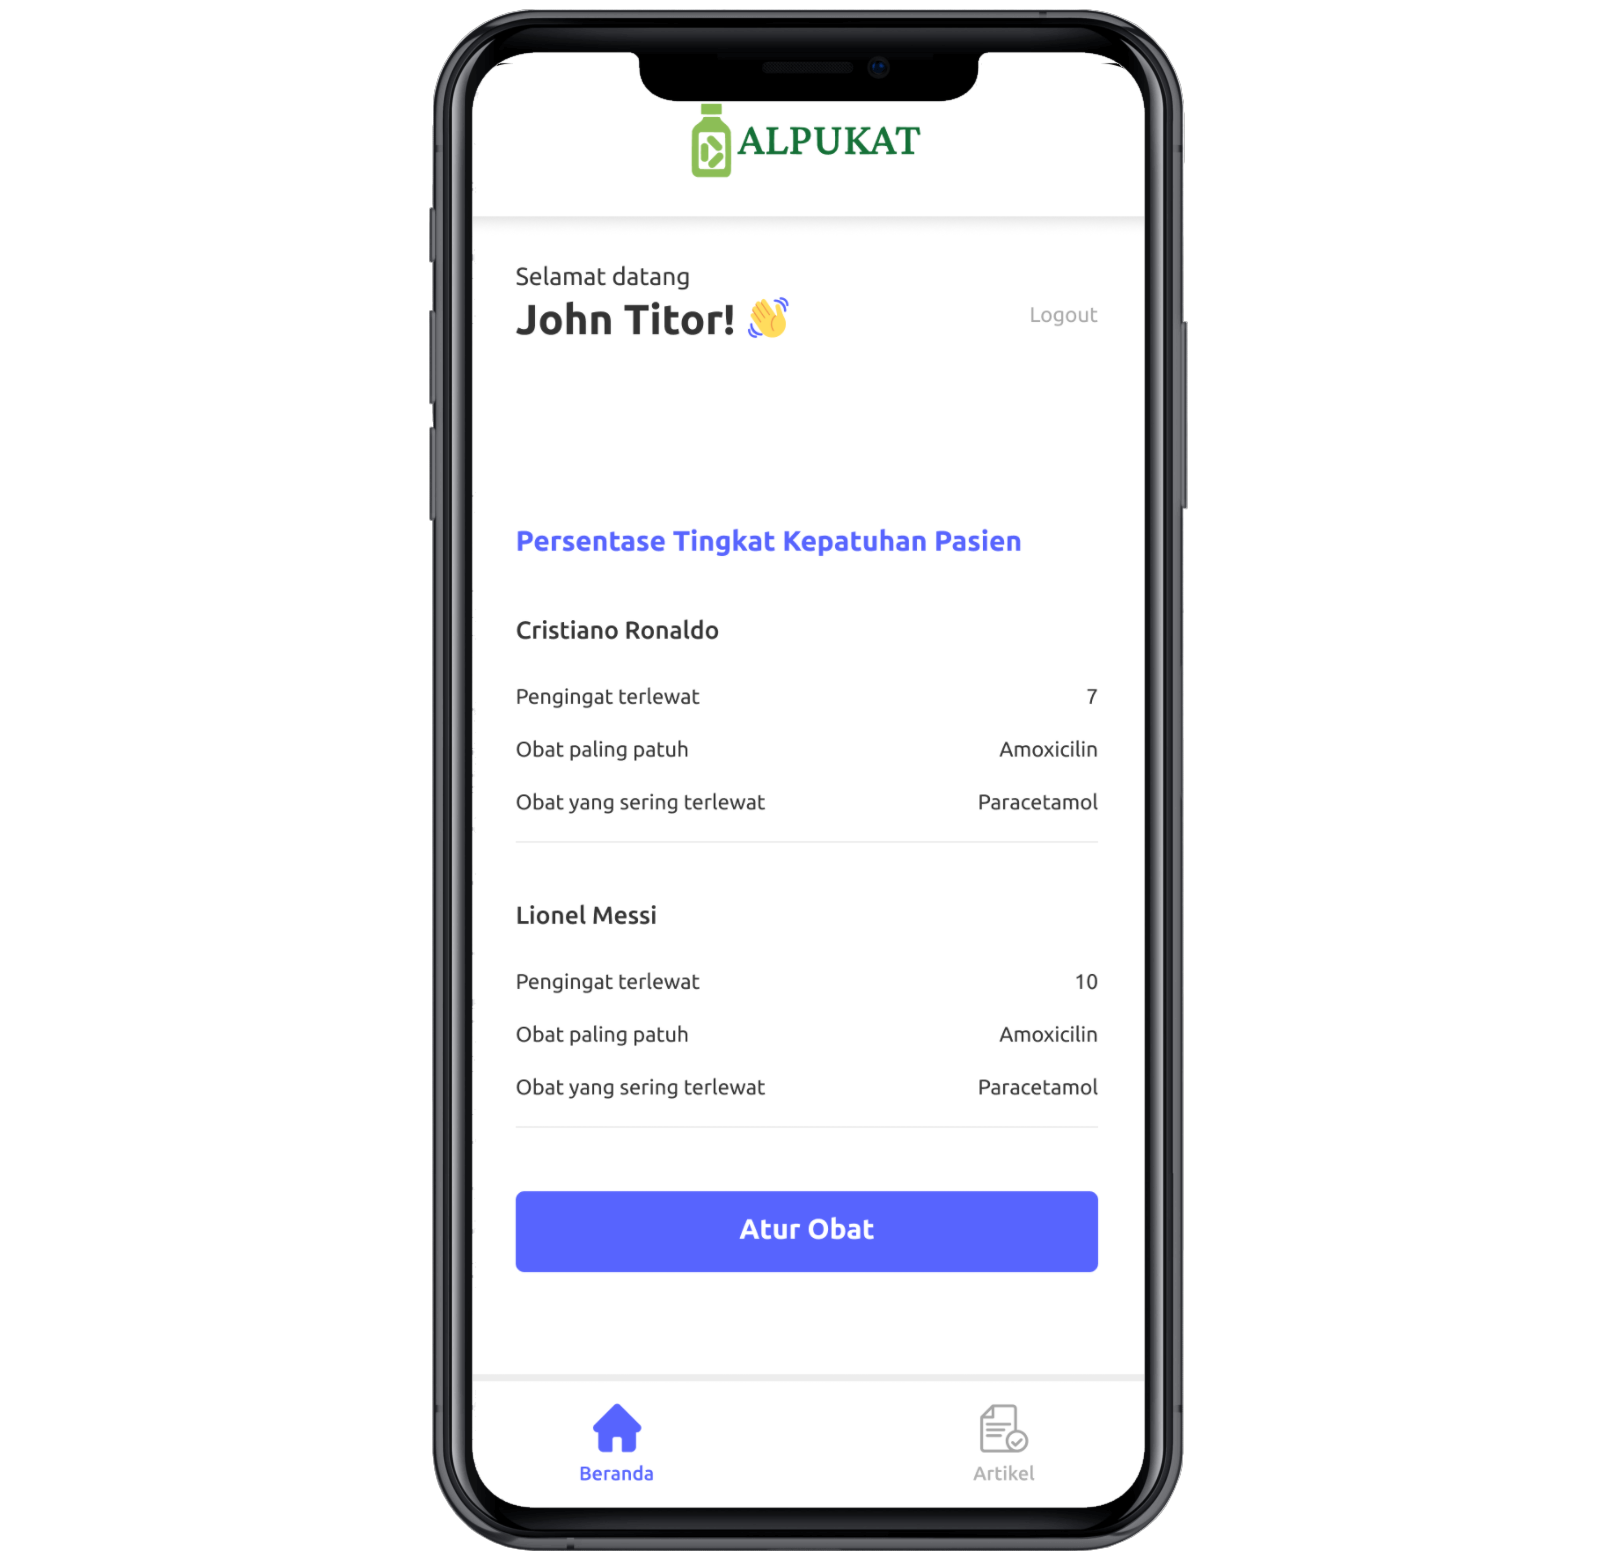 ALPUKAT
Selamat datang
John Titor! 👋
Logout
Persentase Tingkat Kepatuhan Pasien
Cristiano Ronaldo
Pengingat terlewat 7
Obat paling patuh Amoxicilin
Obat yang sering terlewat Paracetamol
Lionel Messi
Pengingat terlewat 10
Obat paling patuh Amoxicilin
Obat yang sering terlewat Paracetamol
Atur Obat
Beranda Artikel